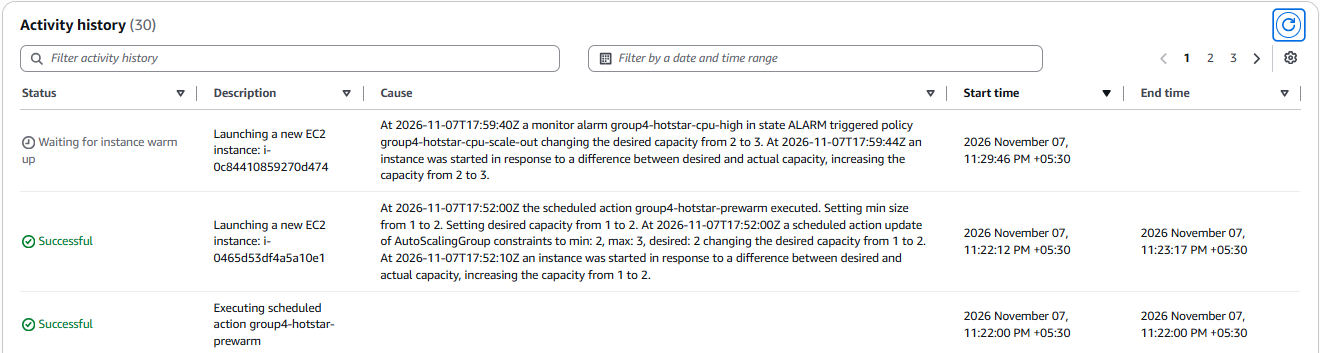 Activity history (30)
Filter activity history
Filter by a date and time range
1 2 3
Status Description Cause Start time End time
Waiting for instance warm
up
Launching a new EC2
instance: i-
0c84410859270d474
At 2026-11-07T17:59:40Z a monitor alarm group4-hotstar-cpu-high in state ALARM triggered policy
group4-hotstar-cpu-scale-out changing the desired capacity from 2 to 3. At 2026-11-07T17:59:44Z an
instance was started in response to a difference between desired and actual capacity, increasing the
capacity from 2 to 3.
2026 November 07,
11:29:46 PM +05:30
Successful
Launching a new EC2
instance: i-
0465d53df4a5a10e1
At 2026-11-07T17:52:00Z the scheduled action group4-hotstar-prewarm executed. Setting min size
from 1 to 2. Setting desired capacity from 1 to 2. At 2026-11-07T17:52:00Z a scheduled action update
of AutoScalingGroup constraints to min: 2, max: 3, desired: 2 changing the desired capacity from 1 to 2.
At 2026-11-07T17:52:10Z an instance was started in response to a difference between desired and
actual capacity, increasing the capacity from 1 to 2.
2026 November 07,
11:22:12 PM +05:30
2026 November 07,
11:23:17 PM +05:30
Successful
Executing scheduled
action group4-hotstar-
prewarm
2026 November 07,
11:22:00 PM +05:30
2026 November 07,
11:22:00 PM +05:30